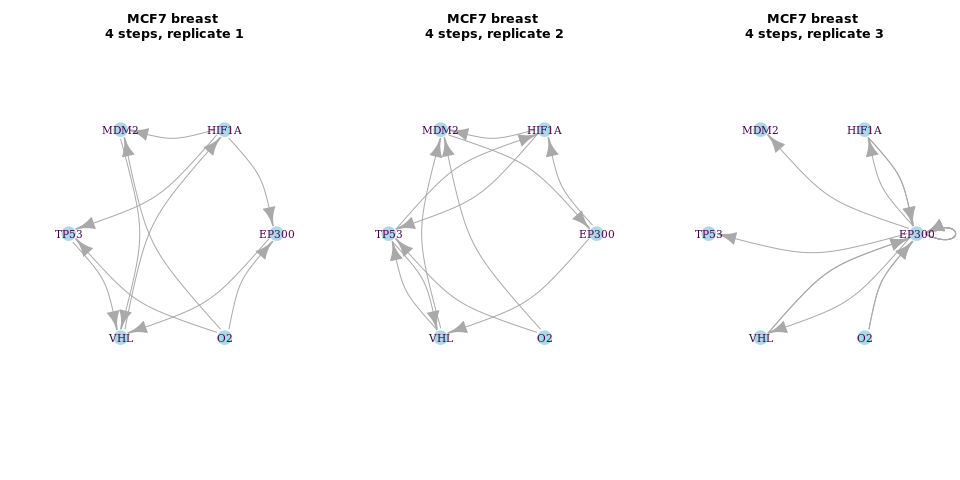 MCF7 breast
4 steps, replicate 1
MDM2
HIF1A
TP53
EP300
VHL
O2
MCF7 breast
4 steps, replicate 2
MDM2
HIF1A
TP53
EP300
VHL
O2
MCF7 breast
4 steps, replicate 3
MDM2
HIF1A
TP53
EP300
VHL
O2